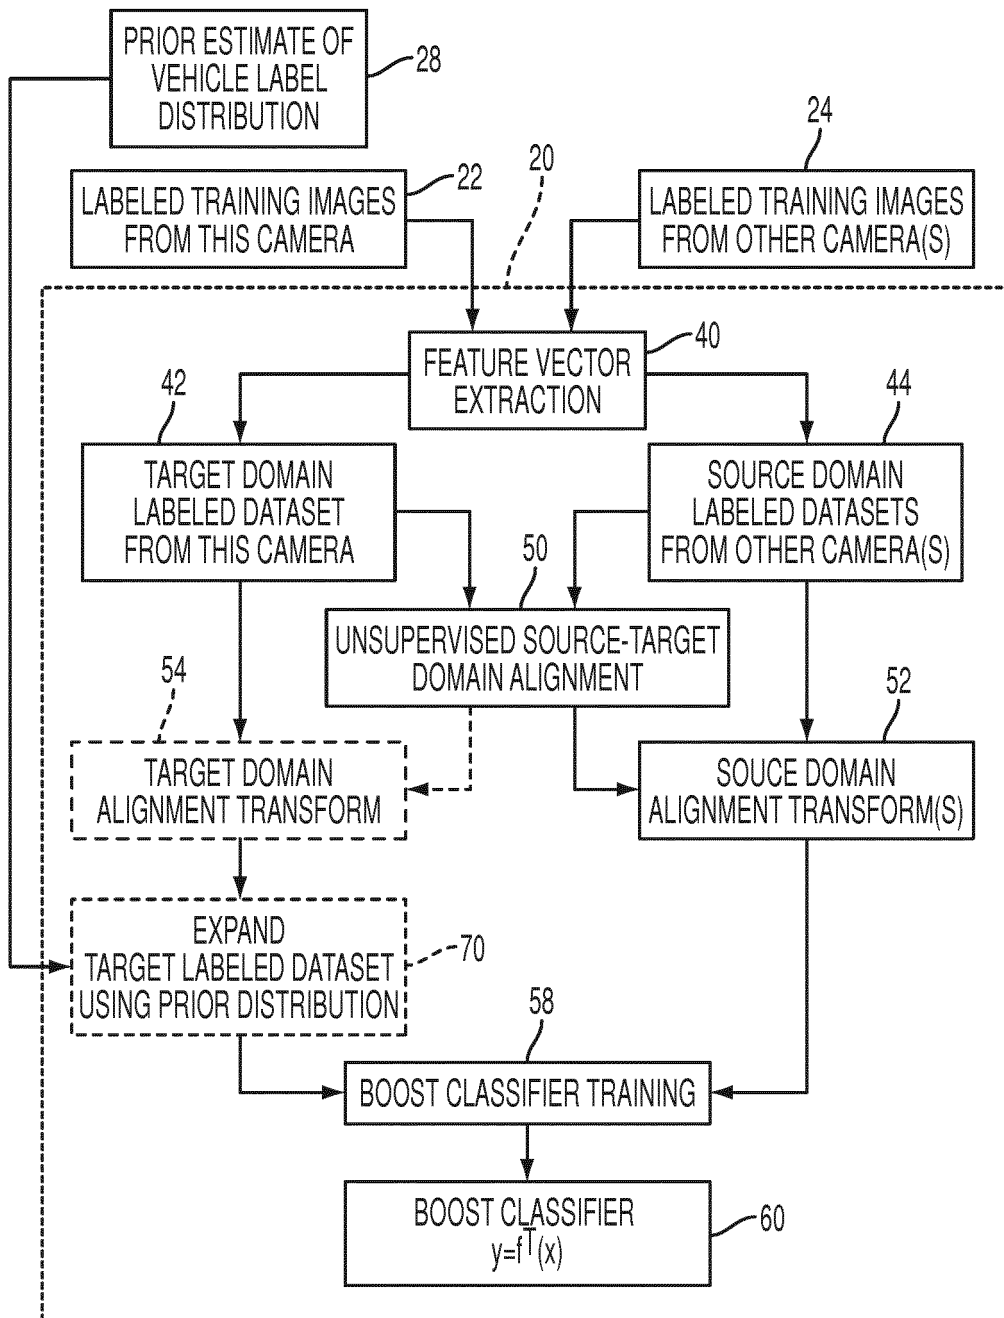 PRIOR ESTIMATE OF
VEHICLE LABEL
DISTRIBUTION
28
24
22
20
LABELED TRAINING IMAGES
FROM THIS CAMERA
LABELED TRAINING IMAGES
FROM OTHER CAMERA(S)
FEATURE VECTOR
EXTRACTION
40
42
44
TARGET DOMAIN
LABELED DATASET
FROM THIS CAMERA
SOURCE DOMAIN
LABELED DATASETS
FROM OTHER CAMERA(S)
50
UNSUPERVISED SOURCE-TARGET
DOMAIN ALIGNMENT
54
52
TARGET DOMAIN
ALIGNMENT TRANSFORM
SOUCE DOMAIN
ALIGNMENT TRANSFORM(S)
EXPAND
TARGET LABELED DATASET
USING PRIOR DISTRIBUTION
70
58
BOOST CLASSIFIER TRAINING
BOOST CLASSIFIER
y=f^T(x)
60